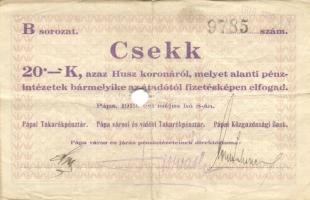 B sorozat. 9785 szám.
Csekk
20·— K, azaz Husz koronáról, melyet alanti pénz-
intézetek bármelyike az átadótól fizetésképen elfogad.
Pápa, 1919. évi május hó 8-án.
Pápai Takarékpénztár. Pápa városi és vidéki Takarékpénztár. Pápai Közgazdasági Bank.
Pápa város és járás pénzintézeteinek direktóriuma: